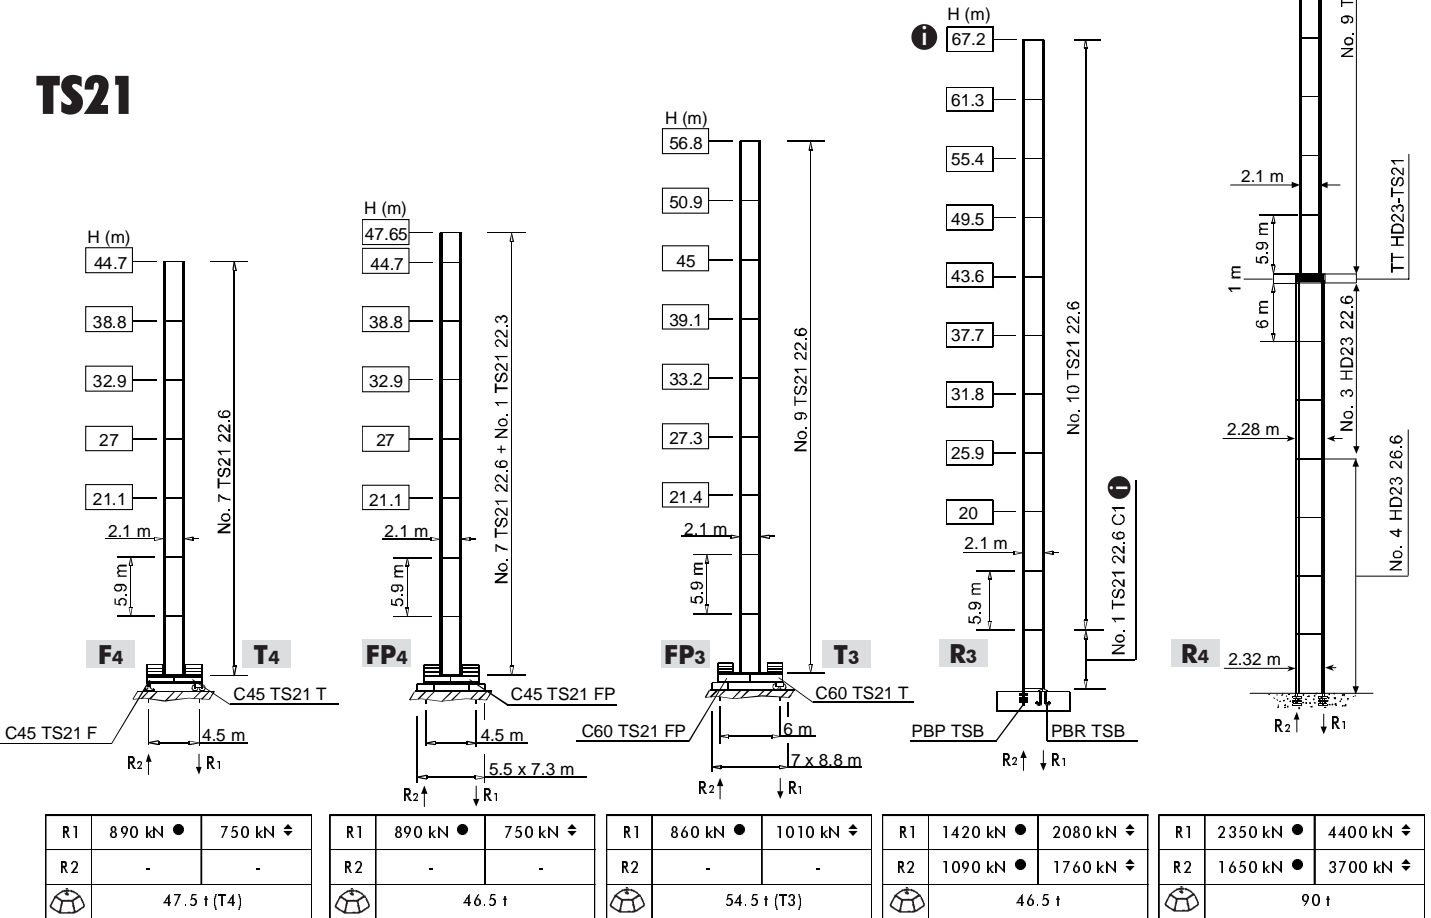 TS21
H (m)
44.7
38.8
32.9
27
21.1
2.1 m
5.9 m
No. 7 TS21 22.6
F4
T4
C45 TS21 T
C45 TS21 F
4.5 m
R2
R1
H (m)
47.65
44.7
38.8
32.9
27
21.1
2.1 m
5.9 m
No. 7 TS21 22.6 + No. 1 TS21 22.3
FP4
C45 TS21 FP
4.5 m
5.5 x 7.3 m
R2
R1
H (m)
56.8
50.9
45
39.1
33.2
27.3
21.4
2.1 m
5.9 m
No. 9 TS21 22.6
FP3
T3
C60 TS21 T
C60 TS21 FP
6 m
7 x 8.8 m
R2
R1
H (m)
i
67.2
61.3
55.4
49.5
43.6
37.7
31.8
25.9
20
2.1 m
5.9 m
No. 10 TS21 22.6
No. 1 TS21 22.6 C1
i
R3
PBP TSB
PBR TSB
R2
R1
No. 9
2.1 m
5.9 m
1 m
6 m
TT HD23-TS21
No. 3 HD23 22.6
2.28 m
No. 4 HD23 26.6
R4
2.32 m
R2
R1
R1 890 kN 750 kN
R2 - -
47.5 t (T4)
R1 890 kN 750 kN
R2 - -
46.5 t
R1 860 kN 1010 kN
R2 - -
54.5 t (T3)
R1 1420 kN 2080 kN
R2 1090 kN 1760 kN
46.5 t
R1 2350 kN 4400 kN
R2 1650 kN 3700 kN
90 t